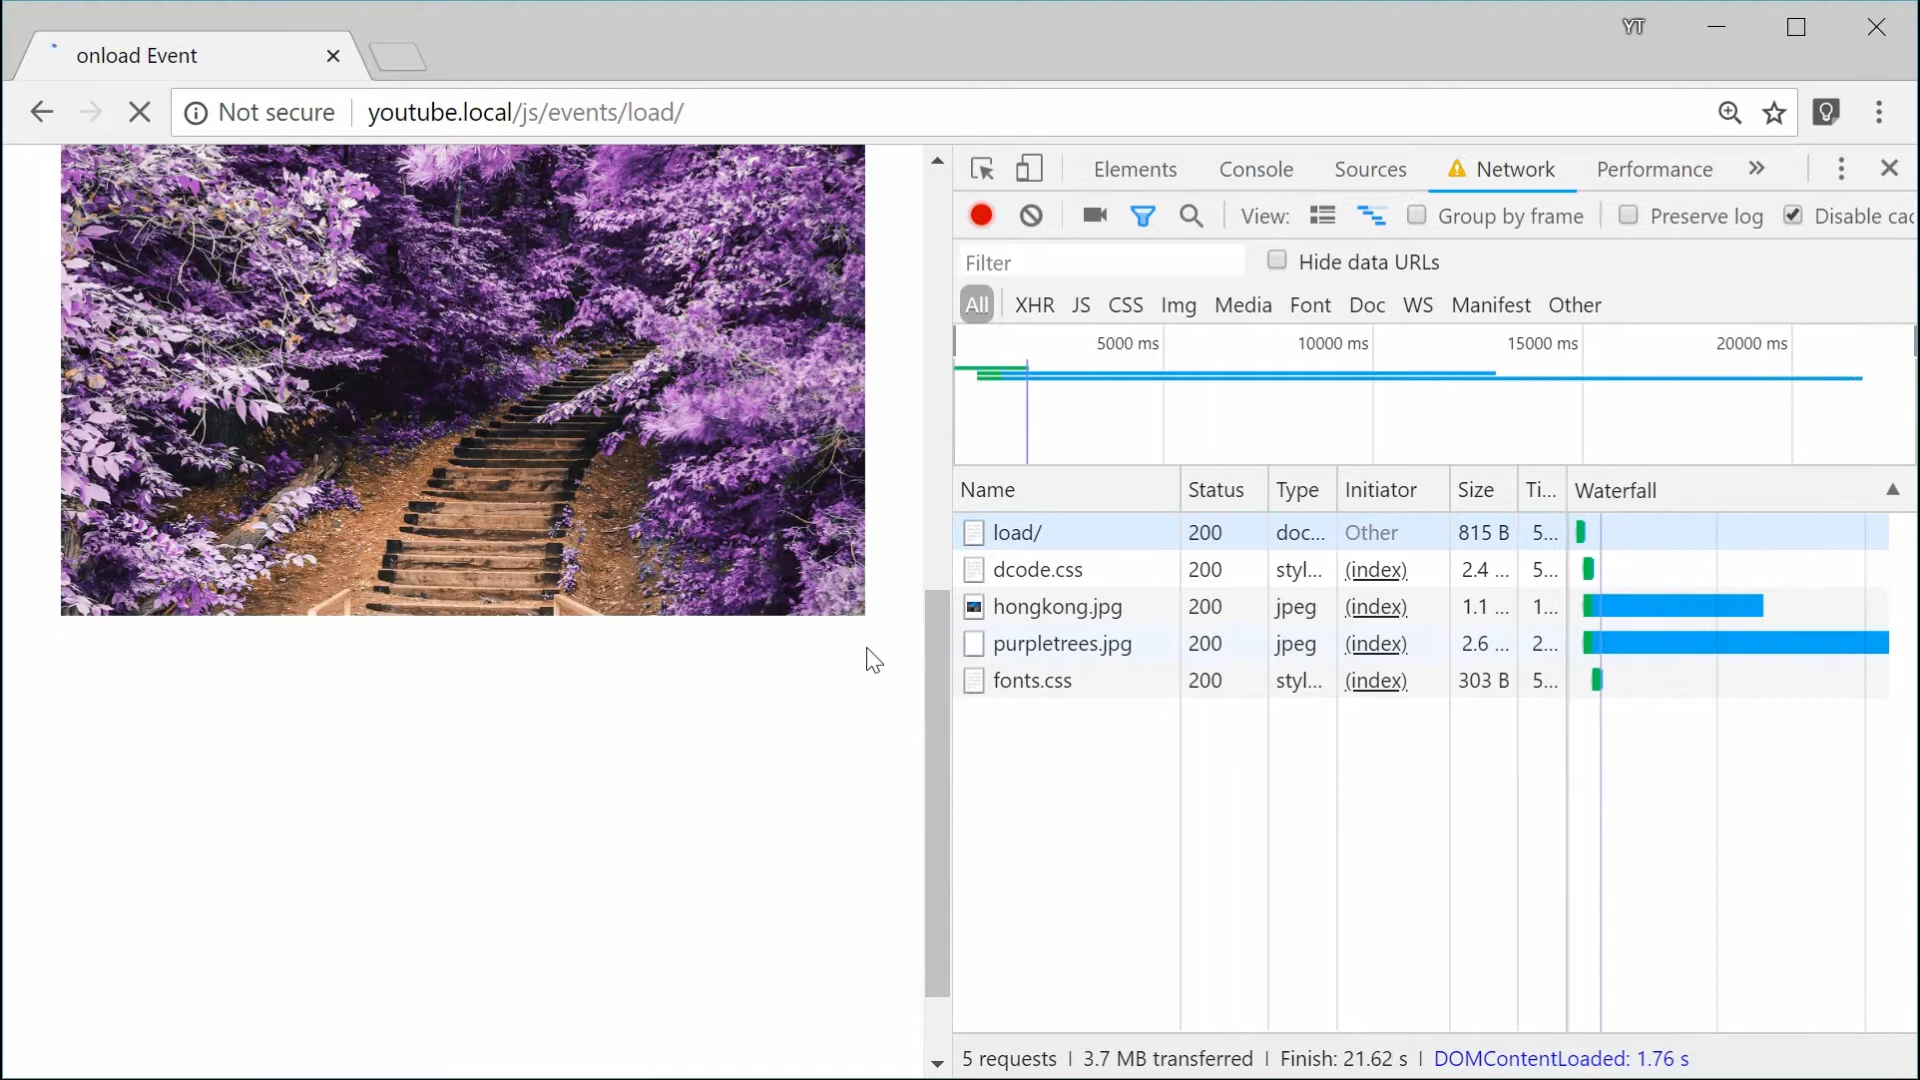 YT
onload Event
Not secure youtube.local/js/events/load/
Elements Console Sources Network Performance
View: Group by frame Preserve log Disable cac
Filter Hide data URLs
All XHR JS CSS Img Media Font Doc WS Manifest Other
5000 ms 10000 ms 15000 ms 20000 ms
Name Status Type Initiator Size Ti... Waterfall
load/ 200 doc... Other 815 B 5...
dcode.css 200 styl... (index) 2.4 ... 5...
hongkong.jpg 200 jpeg (index) 1.1 ... 1...
purpletrees.jpg 200 jpeg (index) 2.6 ... 2...
fonts.css 200 styl... (index) 303 B 5...
5 requests | 3.7 MB transferred | Finish: 21.62 s | DOMContentLoaded: 1.76 s